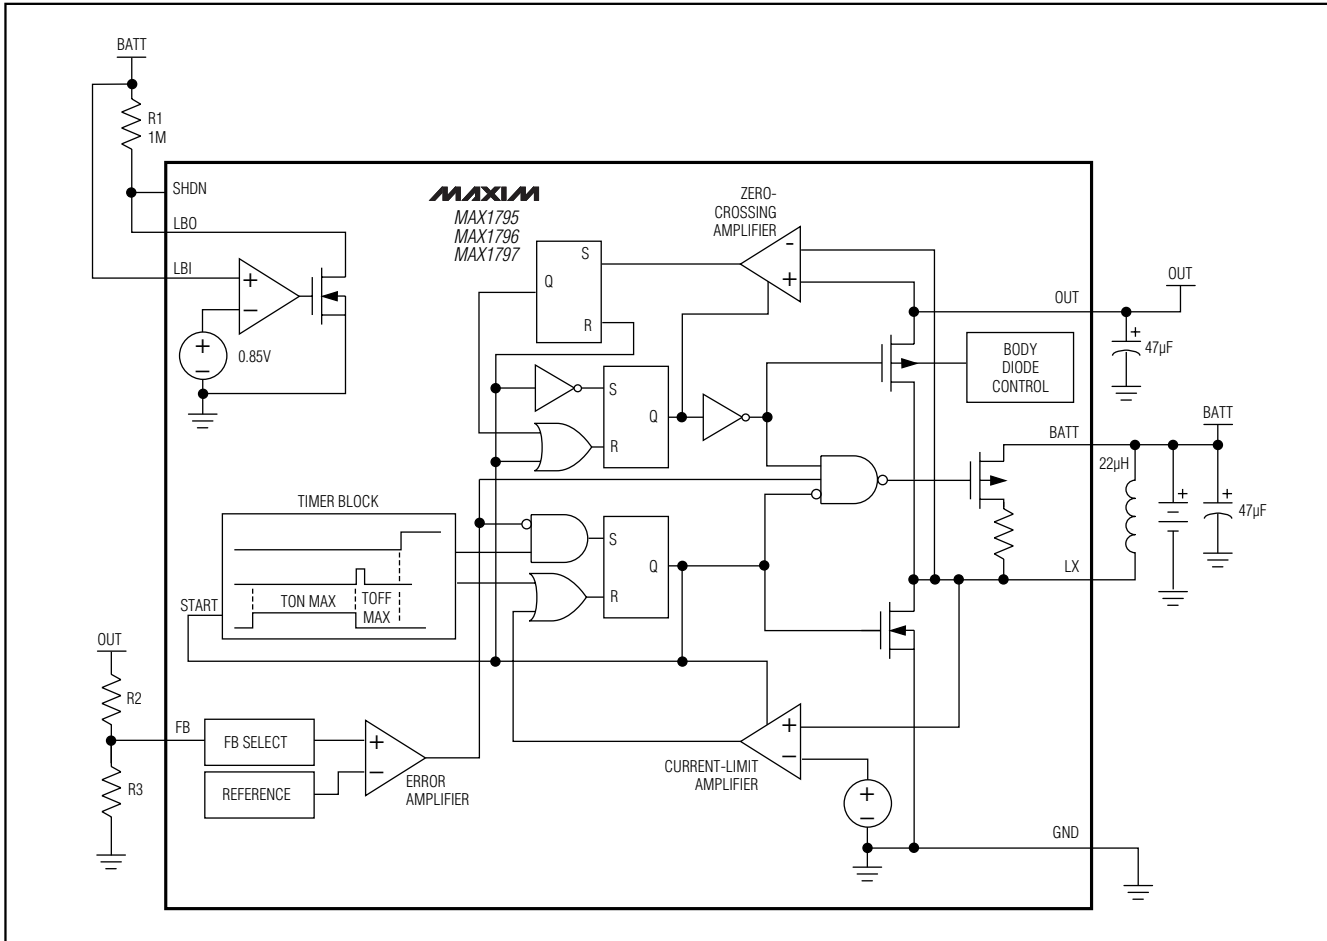 BATT
R1
1M
SHDN
LBO
LBI
+
−
+
−
0.85V
MAXIM
MAX1795
MAX1796
MAX1797
S
Q
R
ZERO-
CROSSING
AMPLIFIER
-
+
OUT
OUT
+
47µF
BODY
DIODE
CONTROL
S
Q
R
BATT
BATT
22µH
+
+
47µF
LX
TIMER BLOCK
TON MAX
TOFF
MAX
START
S
Q
R
OUT
R2
R3
FB
FB SELECT
REFERENCE
+
−
ERROR
AMPLIFIER
CURRENT-LIMIT
AMPLIFIER
+
−
+
−
GND